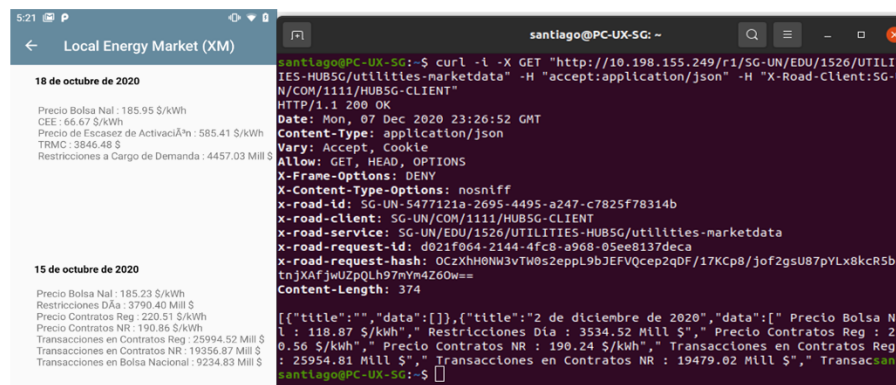 5:21
Local Energy Market (XM)
18 de octubre de 2020
Precio Bolsa Nal : 185.95 $/kWh
CEE : 66.67 $/kWh
Precio de Escasez de ActivaciÃ³n : 585.41 $/kWh
TRMC : 3846.48 $
Restricciones a Cargo de Demanda : 4457.03 Mill $
15 de octubre de 2020
Precio Bolsa Nal : 185.23 $/kWh
Restricciones DÃ­a : 3790.40 Mill $
Precio Contratos Reg : 220.51 $/kWh
Precio Contratos NR : 190.86 $/kWh
Transacciones en Contratos Reg : 25994.52 Mill $
Transacciones en Contratos NR : 19356.87 Mill $
Transacciones en Bolsa Nacional : 9234.83 Mill $
santiago@PC-UX-SG: ~
santiago@PC-UX-SG:~$ curl -i -X GET "http://10.198.155.249/r1/SG-UN/EDU/1526/UTILI
IES-HUB5G/utilities-marketdata" -H "accept:application/json" -H "X-Road-Client:SG-
N/COM/1111/HUB5G-CLIENT"
HTTP/1.1 200 OK
Date: Mon, 07 Dec 2020 23:26:52 GMT
Content-Type: application/json
Vary: Accept, Cookie
Allow: GET, HEAD, OPTIONS
X-Frame-Options: DENY
X-Content-Type-Options: nosniff
x-road-id: SG-UN-5477121a-2695-4495-a247-c7825f78314b
x-road-client: SG-UN/COM/1111/HUB5G-CLIENT
x-road-service: SG-UN/EDU/1526/UTILITIES-HUB5G/utilities-marketdata
x-road-request-id: d021f064-2144-4fc8-a968-05ee8137deca
x-road-request-hash: OCzXhH0NW3vTW0s2eppL9bJEFVQcep2qDF/17KCp8/jof2gsU87pYLx8kcR5b
tnjXAfjwUZpQLh97mYm4Z6Ow==
Content-Length: 374
[{"title":"","data":[]},{"title":"2 de diciembre de 2020","data":[" Precio Bolsa N
l : 118.87 $/kWh"," Restricciones Dia : 3534.52 Mill $"," Precio Contratos Reg : 2
0.56 $/kWh"," Precio Contratos NR : 190.24 $/kWh"," Transacciones en Contratos Reg
: 25954.81 Mill $"," Transacciones en Contratos NR : 19479.02 Mill $"," Transacsan
santiago@PC-UX-SG:~$